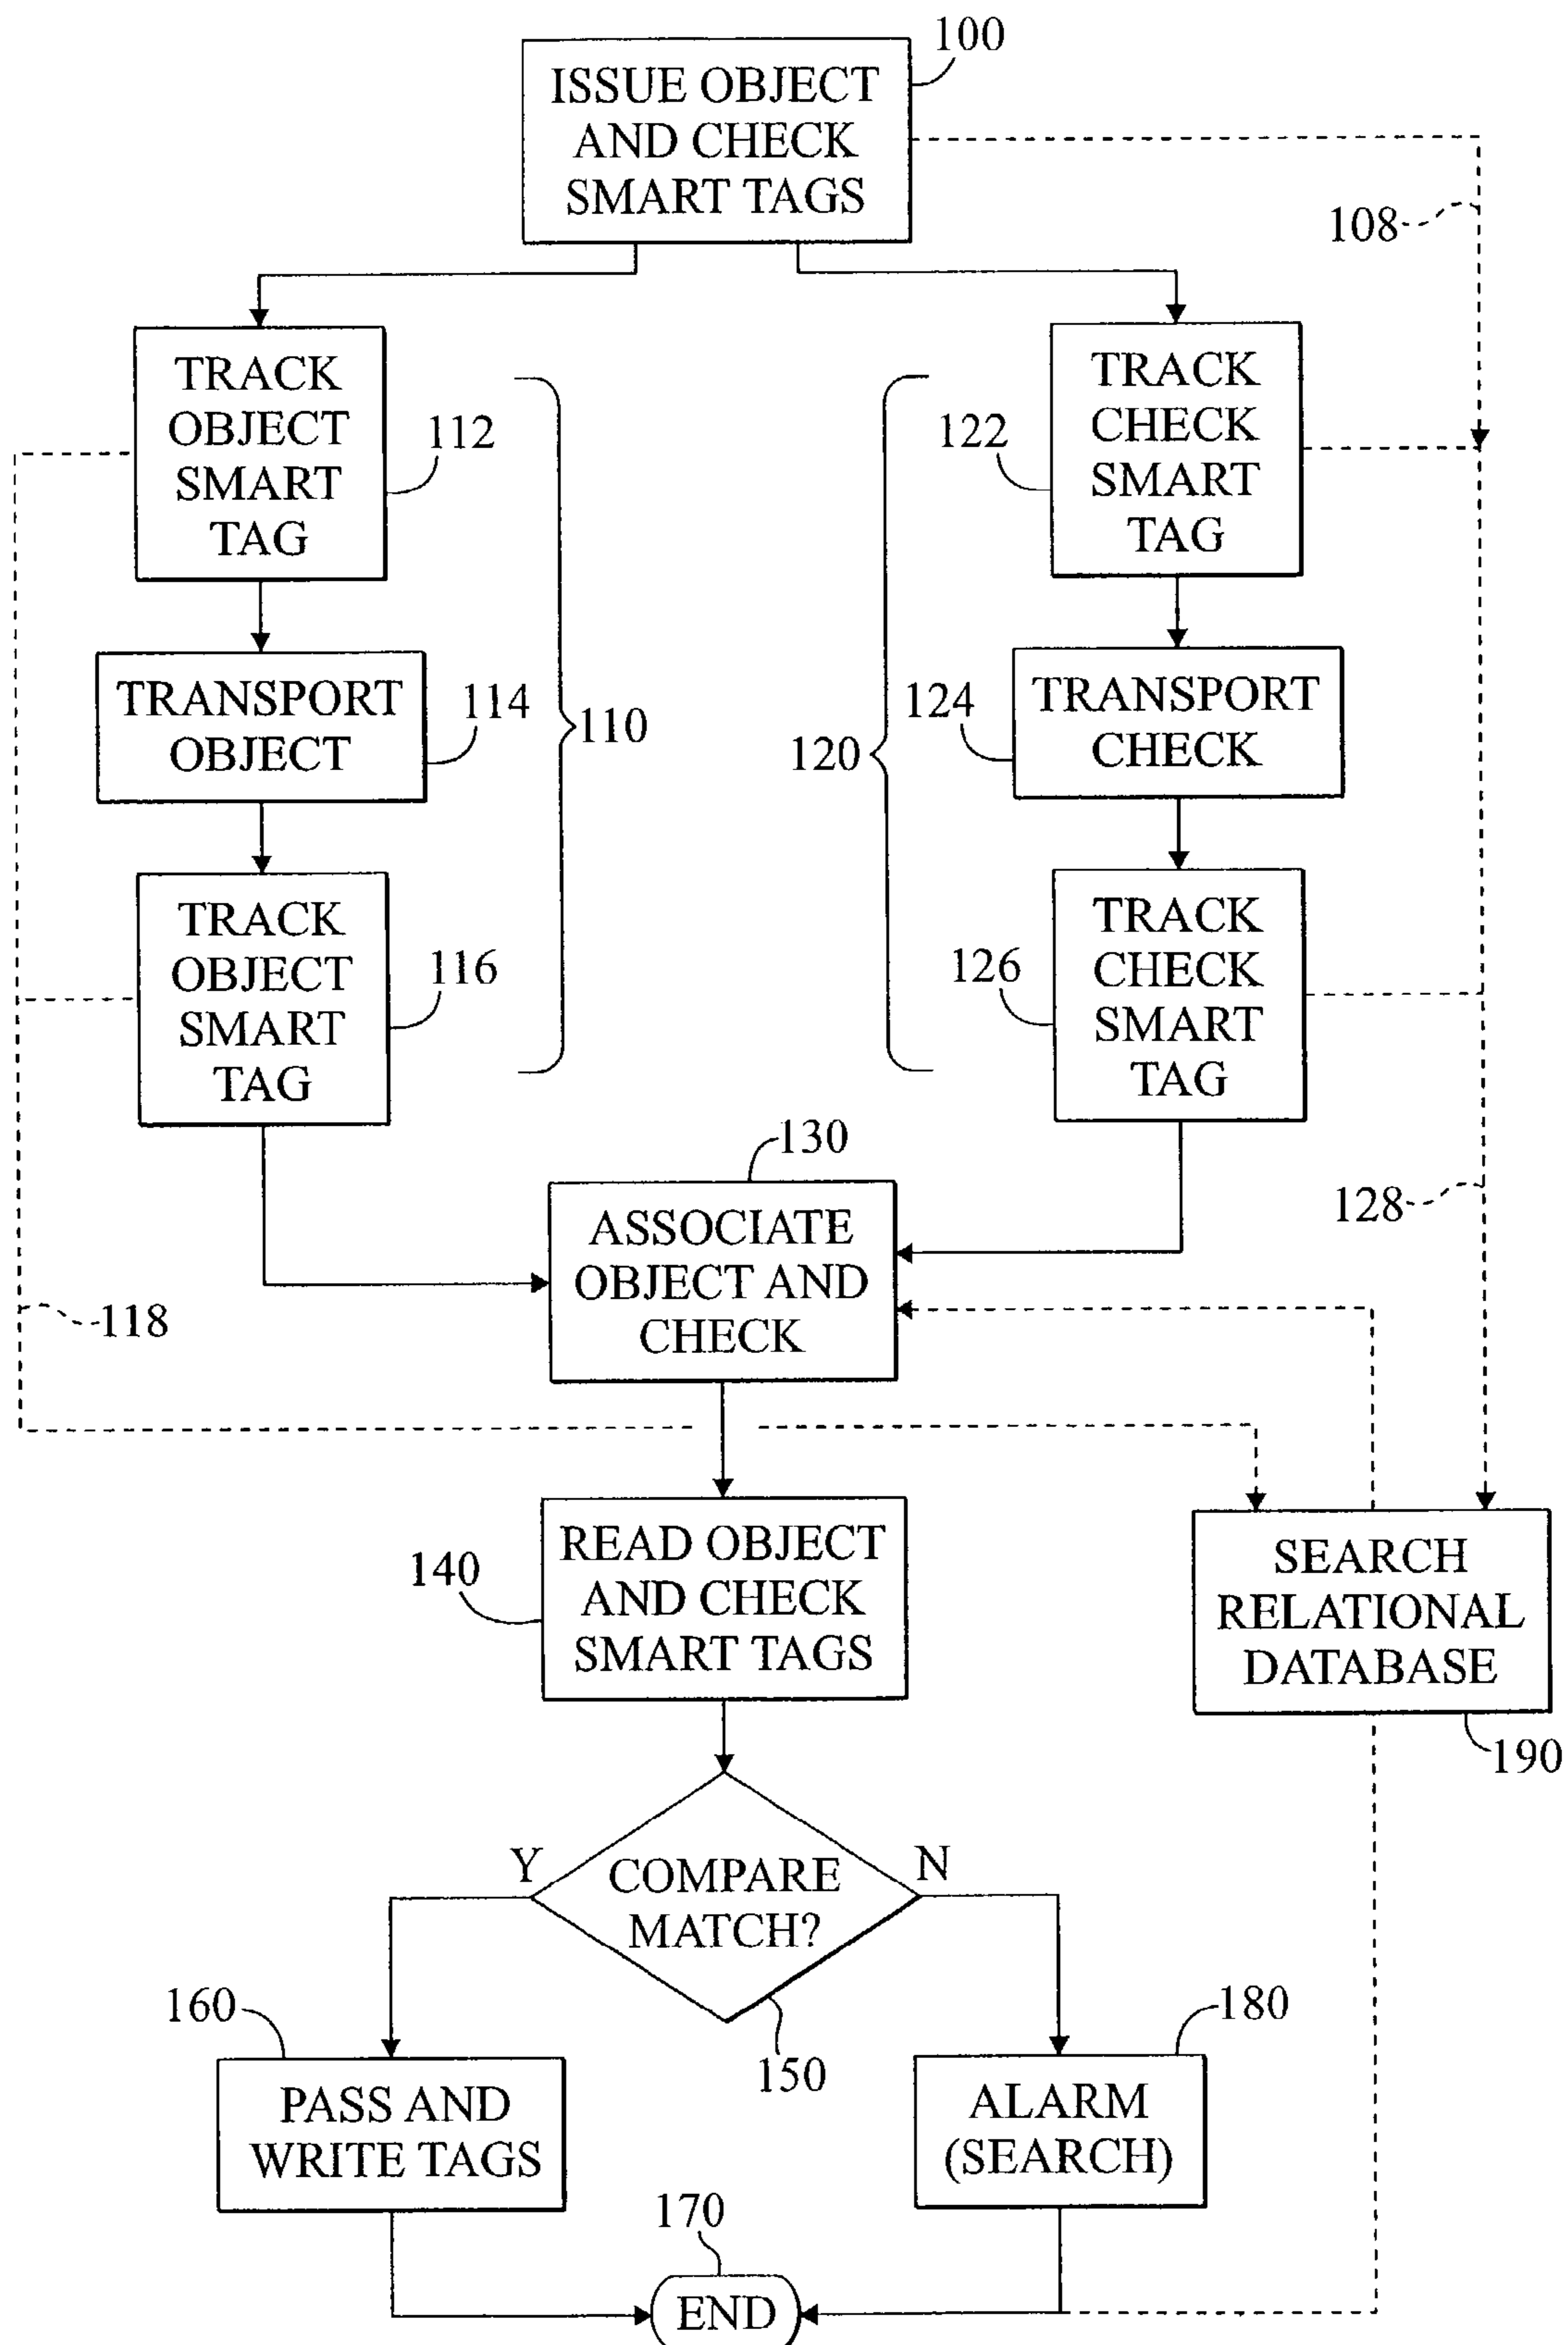 100
ISSUE OBJECT
AND CHECK
SMART TAGS
108
TRACK
OBJECT
SMART
TAG
112
122
TRACK
CHECK
SMART
TAG
TRANSPORT
OBJECT
114
110
120
124
TRANSPORT
CHECK
TRACK
OBJECT
SMART
TAG
116
126
TRACK
CHECK
SMART
TAG
130
ASSOCIATE
OBJECT AND
CHECK
128
118
140
READ OBJECT
AND CHECK
SMART TAGS
SEARCH
RELATIONAL
DATABASE
190
Y
COMPARE
MATCH?
N
150
160
PASS AND
WRITE TAGS
180
ALARM
(SEARCH)
170
END